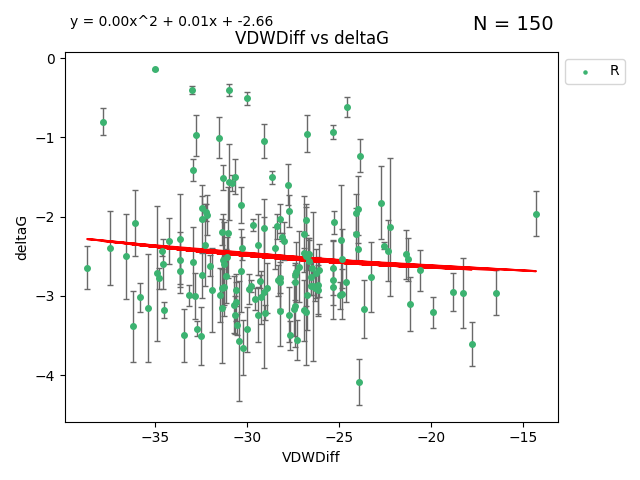 y = 0.00x^2 + 0.01x + -2.66
N = 150
VDWDiff vs deltaG
R
deltaG
0
−1
−2
−3
−4
−35
−30
−25
−20
−15
VDWDiff